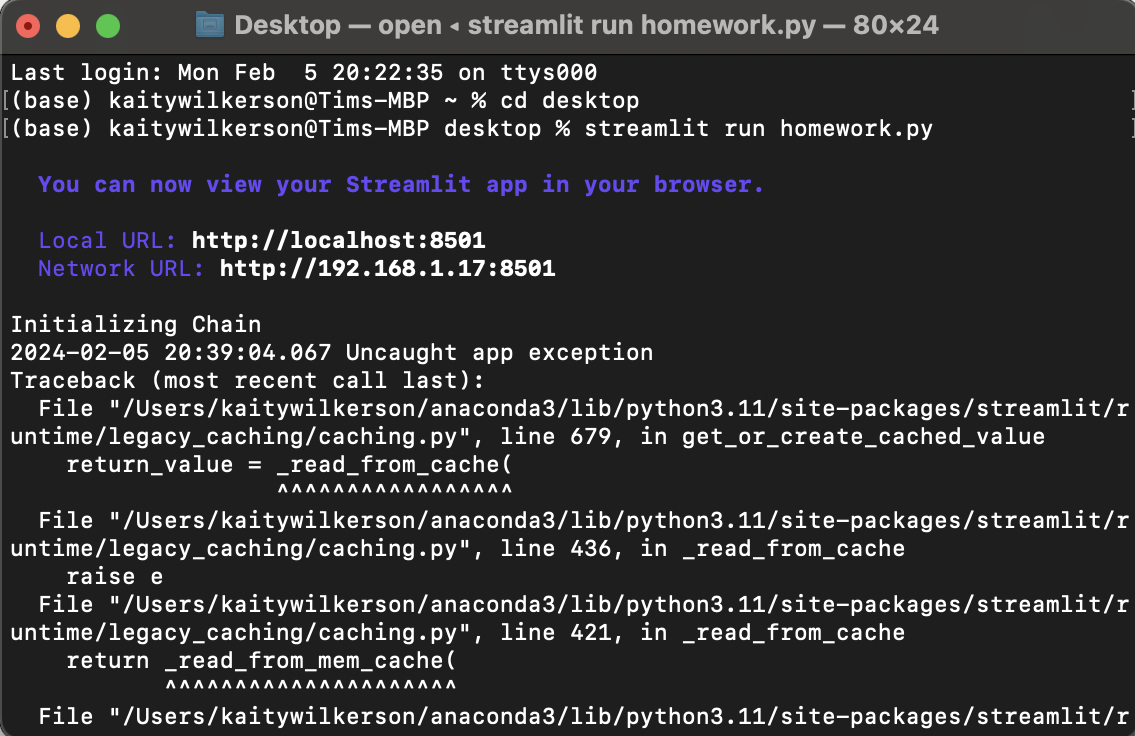 Desktop — open ◂ streamlit run homework.py — 80×24
Last login: Mon Feb  5 20:22:35 on ttys000
[(base) kaitywilkerson@Tims-MBP ~ % cd desktop ]
[(base) kaitywilkerson@Tims-MBP desktop % streamlit run homework.py ]
You can now view your Streamlit app in your browser.
Local URL: http://localhost:8501
Network URL: http://192.168.1.17:8501
Initializing Chain
2024-02-05 20:39:04.067 Uncaught app exception
Traceback (most recent call last):
  File "/Users/kaitywilkerson/anaconda3/lib/python3.11/site-packages/streamlit/r
untime/legacy_caching/caching.py", line 679, in get_or_create_cached_value
    return_value = _read_from_cache(
                   ^^^^^^^^^^^^^^^^^
  File "/Users/kaitywilkerson/anaconda3/lib/python3.11/site-packages/streamlit/r
untime/legacy_caching/caching.py", line 436, in _read_from_cache
    raise e
  File "/Users/kaitywilkerson/anaconda3/lib/python3.11/site-packages/streamlit/r
untime/legacy_caching/caching.py", line 421, in _read_from_cache
    return _read_from_mem_cache(
           ^^^^^^^^^^^^^^^^^^^^^
  File "/Users/kaitywilkerson/anaconda3/lib/python3.11/site-packages/streamlit/r